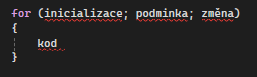 for (inicializace; podminka; změna)
{
    kod
}